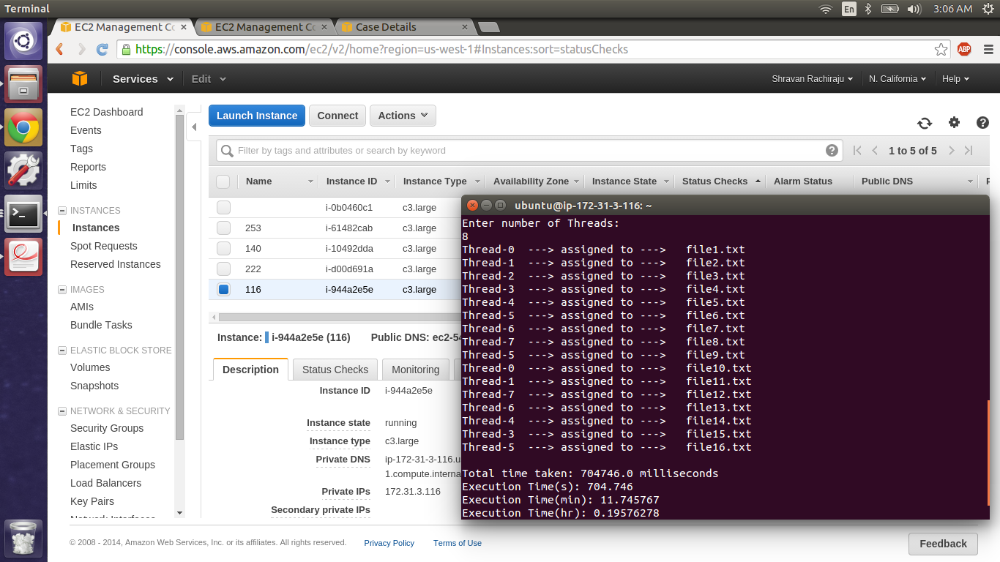 Terminal
En
3:06 AM
EC2 Management Co
EC2 Management Co
Case Details
https://console.aws.amazon.com/ec2/v2/home?region=us-west-1#Instances:sort=statusChecks
ABP
Services
Edit
Shravan Rachiraju
N. California
Help
EC2 Dashboard
Events
Tags
Reports
Limits
INSTANCES
Instances
Spot Requests
Reserved Instances
IMAGES
AMIs
Bundle Tasks
ELASTIC BLOCK STORE
Volumes
Snapshots
NETWORK & SECURITY
Security Groups
Elastic IPs
Placement Groups
Load Balancers
Key Pairs
Network Interfaces
Launch Instance
Connect
Actions
Filter by tags and attributes or search by keyword
1 to 5 of 5
Name Instance ID Instance Type Availability Zone Instance State Status Checks Alarm Status Public DNS
i-0b0460c1 c3.large
253 i-61482cab c3.large
140 i-10492dda c3.large
222 i-d00d691a c3.large
116 i-944a2e5e c3.large
Instance: i-944a2e5e (116) Public DNS: ec2-54
Description
Status Checks
Monitoring
Instance ID i-944a2e5e
Instance state running
Instance type c3.large
Private DNS ip-172-31-3-116.u
1.compute.interna
Private IPs 172.31.3.116
Secondary private IPs
ubuntu@ip-172-31-3-116: ~
Enter number of Threads:
8
Thread-0 ---> assigned to ---> file1.txt
Thread-1 ---> assigned to ---> file2.txt
Thread-2 ---> assigned to ---> file3.txt
Thread-3 ---> assigned to ---> file4.txt
Thread-4 ---> assigned to ---> file5.txt
Thread-5 ---> assigned to ---> file6.txt
Thread-6 ---> assigned to ---> file7.txt
Thread-7 ---> assigned to ---> file8.txt
Thread-5 ---> assigned to ---> file9.txt
Thread-0 ---> assigned to ---> file10.txt
Thread-1 ---> assigned to ---> file11.txt
Thread-7 ---> assigned to ---> file12.txt
Thread-6 ---> assigned to ---> file13.txt
Thread-4 ---> assigned to ---> file14.txt
Thread-3 ---> assigned to ---> file15.txt
Thread-5 ---> assigned to ---> file16.txt
Total time taken: 704746.0 milliseconds
Execution Time(s): 704.746
Execution Time(min): 11.745767
Execution Time(hr): 0.19576278
© 2008 - 2014, Amazon Web Services, Inc. or its affiliates. All rights reserved.
Privacy Policy
Terms of Use
Feedback